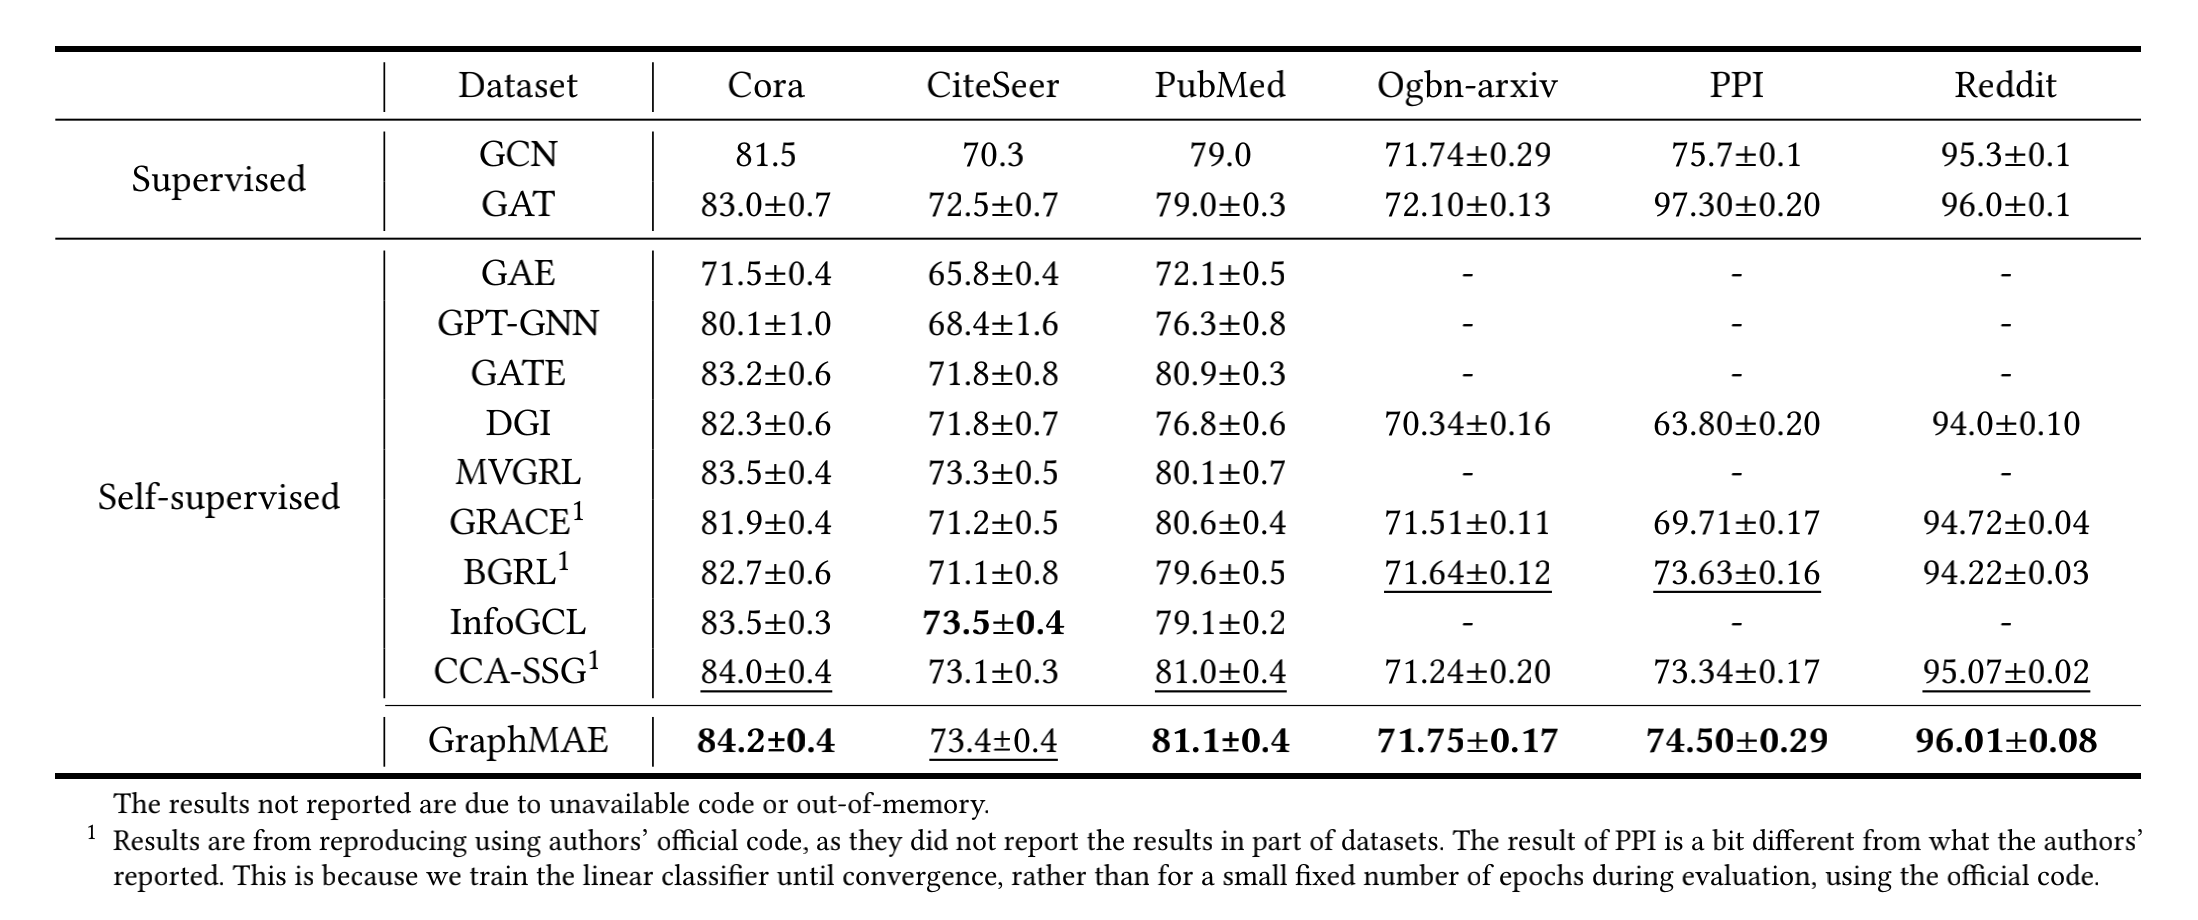 Dataset Cora CiteSeer PubMed Ogbn-arxiv PPI Reddit
Supervised
GCN 81.5 70.3 79.0 71.74±0.29 75.7±0.1 95.3±0.1
GAT 83.0±0.7 72.5±0.7 79.0±0.3 72.10±0.13 97.30±0.20 96.0±0.1
Self-supervised
GAE 71.5±0.4 65.8±0.4 72.1±0.5 - - -
GPT-GNN 80.1±1.0 68.4±1.6 76.3±0.8 - - -
GATE 83.2±0.6 71.8±0.8 80.9±0.3 - - -
DGI 82.3±0.6 71.8±0.7 76.8±0.6 70.34±0.16 63.80±0.20 94.0±0.10
MVGRL 83.5±0.4 73.3±0.5 80.1±0.7 - - -
GRACE¹ 81.9±0.4 71.2±0.5 80.6±0.4 71.51±0.11 69.71±0.17 94.72±0.04
BGRL¹ 82.7±0.6 71.1±0.8 79.6±0.5 71.64±0.12 73.63±0.16 94.22±0.03
InfoGCL 83.5±0.3 73.5±0.4 79.1±0.2 - - -
CCA-SSG¹ 84.0±0.4 73.1±0.3 81.0±0.4 71.24±0.20 73.34±0.17 95.07±0.02
GraphMAE 84.2±0.4 73.4±0.4 81.1±0.4 71.75±0.17 74.50±0.29 96.01±0.08
The results not reported are due to unavailable code or out-of-memory.
¹ Results are from reproducing using authors’ official code, as they did not report the results in part of datasets. The result of PPI is a bit different from what the authors’
reported. This is because we train the linear classifier until convergence, rather than for a small fixed number of epochs during evaluation, using the official code.